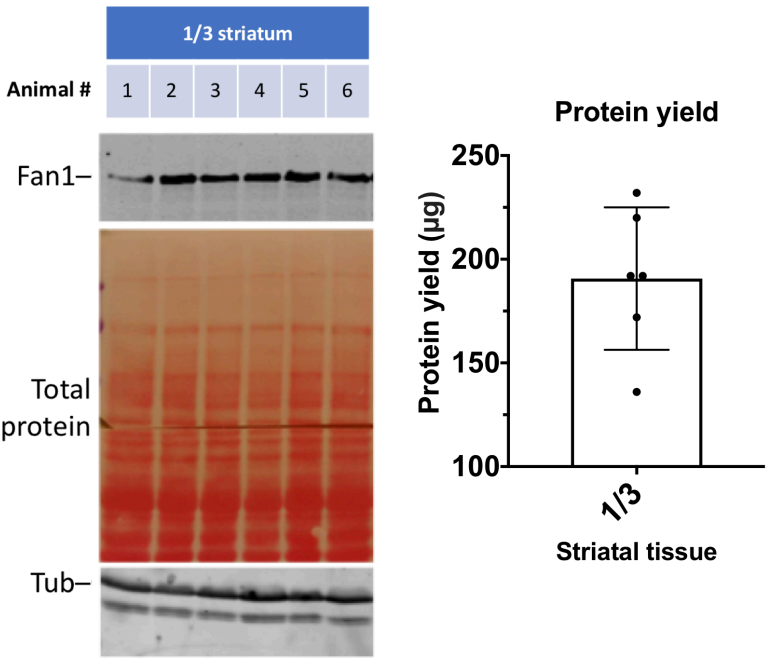 1/3 striatum
Animal # 1 2 3 4 5 6
Fan1–
Total
protein
Tub–
Protein yield
Protein yield (µg)
250
200
150
100
1/3
Striatal tissue